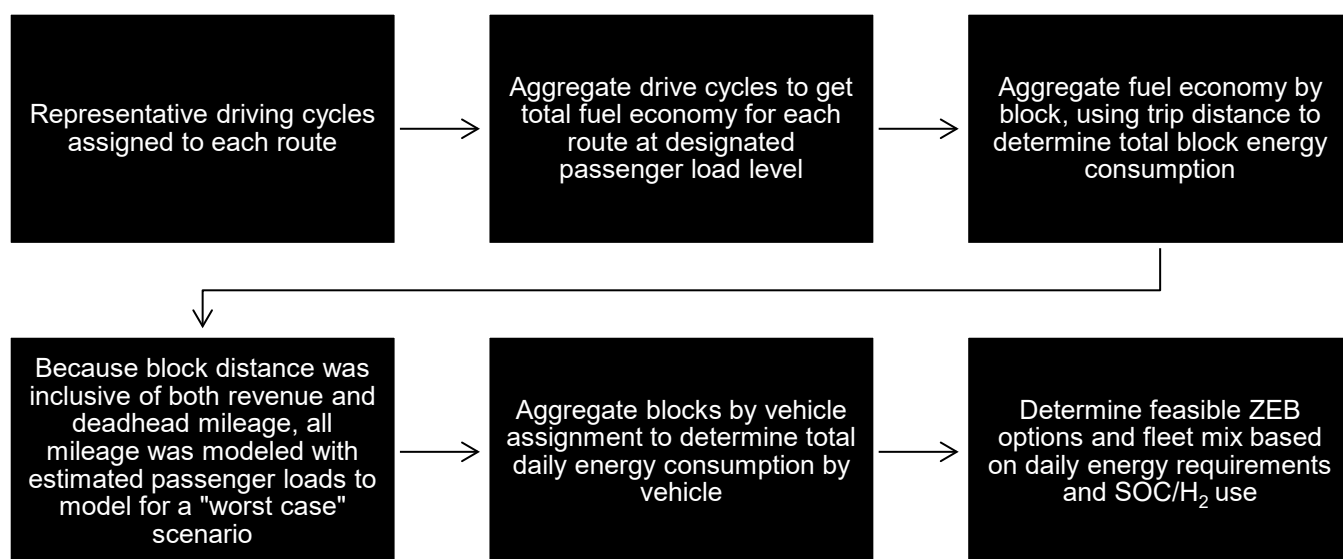 Representative driving cycles
assigned to each route
Aggregate drive cycles to get
total fuel economy for each
route at designated
passenger load level
Aggregate fuel economy by
block, using trip distance to
determine total block energy
consumption
Because block distance was
inclusive of both revenue and
deadhead mileage, all
mileage was modeled with
estimated passenger loads to
model for a "worst case"
scenario
Aggregate blocks by vehicle
assignment to determine total
daily energy consumption by
vehicle
Determine feasible ZEB
options and fleet mix based
on daily energy requirements
and SOC/H₂ use